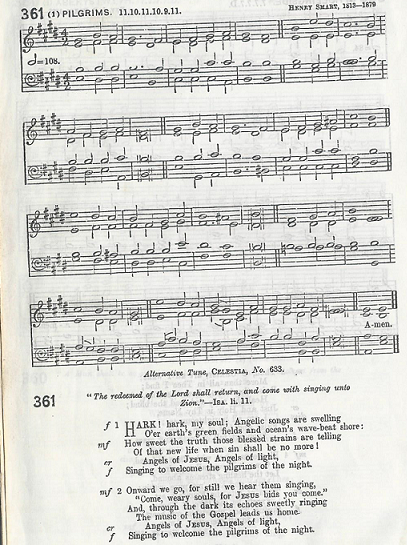 361 (1) PILGRIMS. 11.10.11.10.9.11. HENRY SMART, 1813—1879
♩=108.
A-men.
Alternative Tune, CELESTIA, No. 633.
361
"The redeemed of the Lord shall return, and come with singing unto
Zion."—ISA. li. 11.
f 1 HARK! hark, my soul; Angelic songs are swelling
O'er earth's green fields and ocean's wave-beat shore:
mf How sweet the truth those blessèd strains are telling
Of that new life when sin shall be no more!
cr Angels of JESUS, Angels of light,
f Singing to welcome the pilgrims of the night.
mf 2 Onward we go, for still we hear them singing,
"Come, weary souls, for JESUS bids you come."
And, through the dark its echoes sweetly ringing
The music of the Gospel leads us home.
cr Angels of JESUS, Angels of light,
f Singing to welcome the pilgrims of the night.